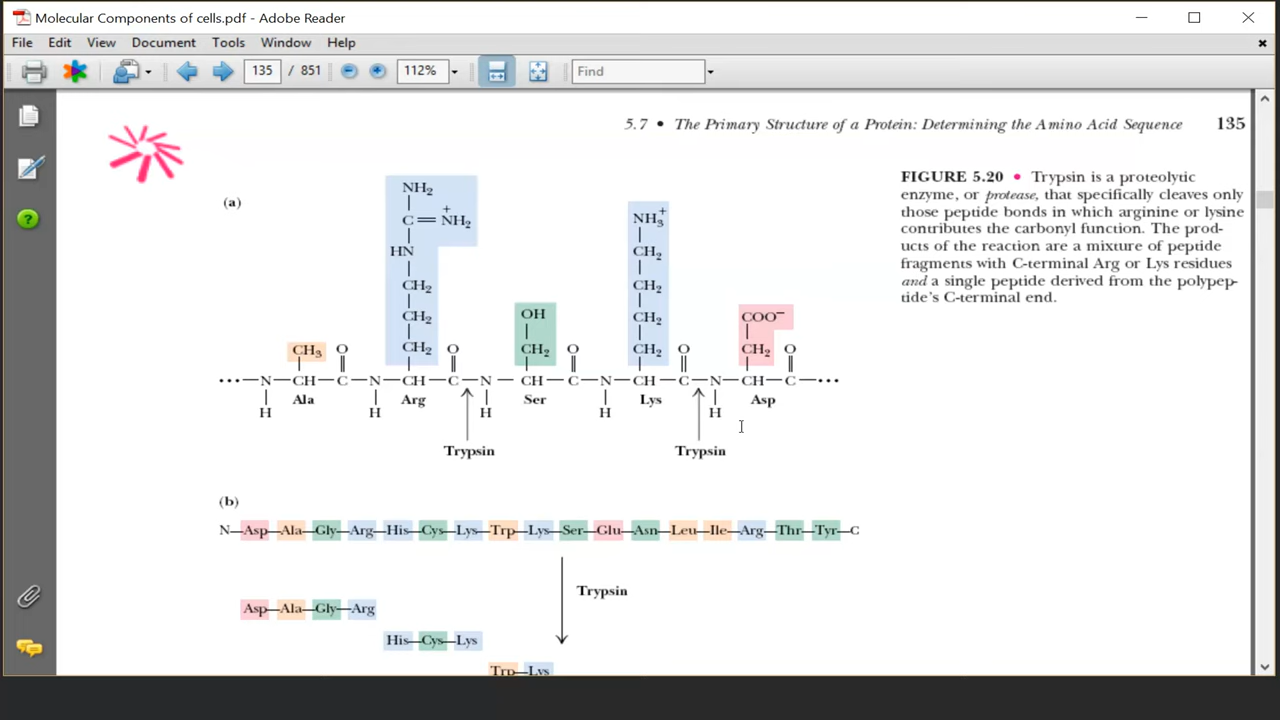 Molecular Components of cells.pdf - Adobe Reader
File Edit View Document Tools Window Help
135 / 851 112% Find
5.7 • The Primary Structure of a Protein: Determining the Amino Acid Sequence 135
FIGURE 5.20 • Trypsin is a proteolytic
enzyme, or protease, that specifically cleaves only
those peptide bonds in which arginine or lysine
contributes the carbonyl function. The prod-
ucts of the reaction are a mixture of peptide
fragments with C-terminal Arg or Lys residues
and a single peptide derived from the polypep-
tide's C-terminal end.
(a)
NH₂
C=NH₂⁺ NH₃⁺
HN CH₂
CH₂ CH₂
CH₂ OH CH₂ COO⁻
CH₃ O CH₂ O CH₂ O CH₂ O CH₂ O
···—N—CH—C—N—CH—C—N—CH—C—N—CH—C—N—CH—C—···
H Ala H Arg H Ser H Lys H Asp
Trypsin Trypsin
(b)
N—Asp—Ala—Gly—Arg—His—Cys—Lys—Trp—Lys—Ser—Glu—Asn—Leu—Ile—Arg—Thr—Tyr—C
Trypsin
Asp—Ala—Gly—Arg
His—Cys—Lys
Trp—Lys